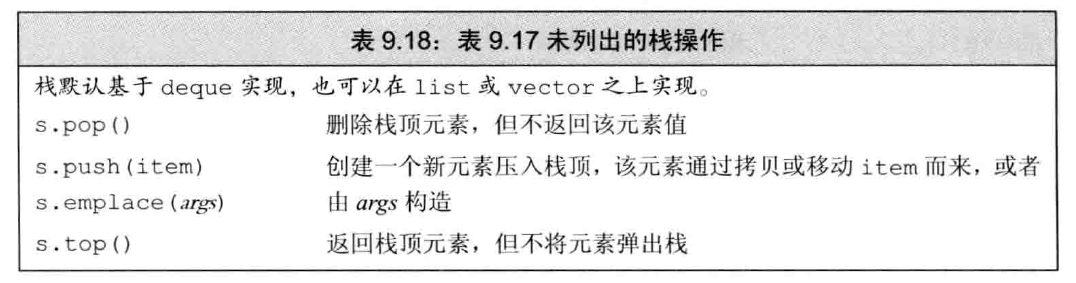 表 9.18：表 9.17 未列出的栈操作
栈默认基于 deque 实现，也可以在 list 或 vector 之上实现。
s.pop() 删除栈顶元素，但不返回该元素值
s.push(item) 创建一个新元素压入栈顶，该元素通过拷贝或移动 item 而来，或者
s.emplace(args) 由 args 构造
s.top() 返回栈顶元素，但不将元素弹出栈